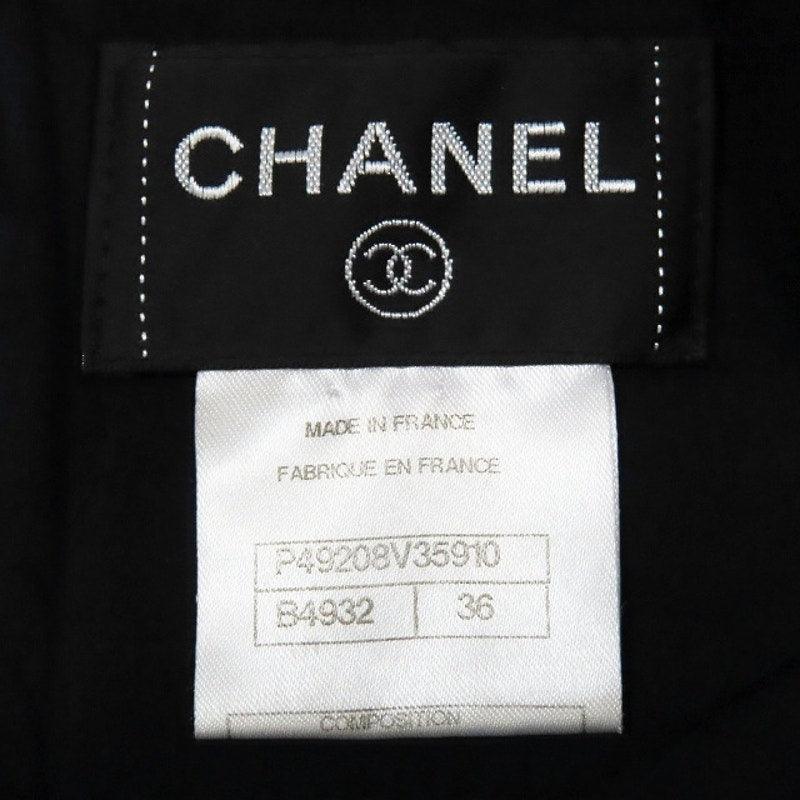 CHANEL
MADE IN FRANCE
FABRIQUE EN FRANCE
P49208V35910
B4932 36
COMPOSITION